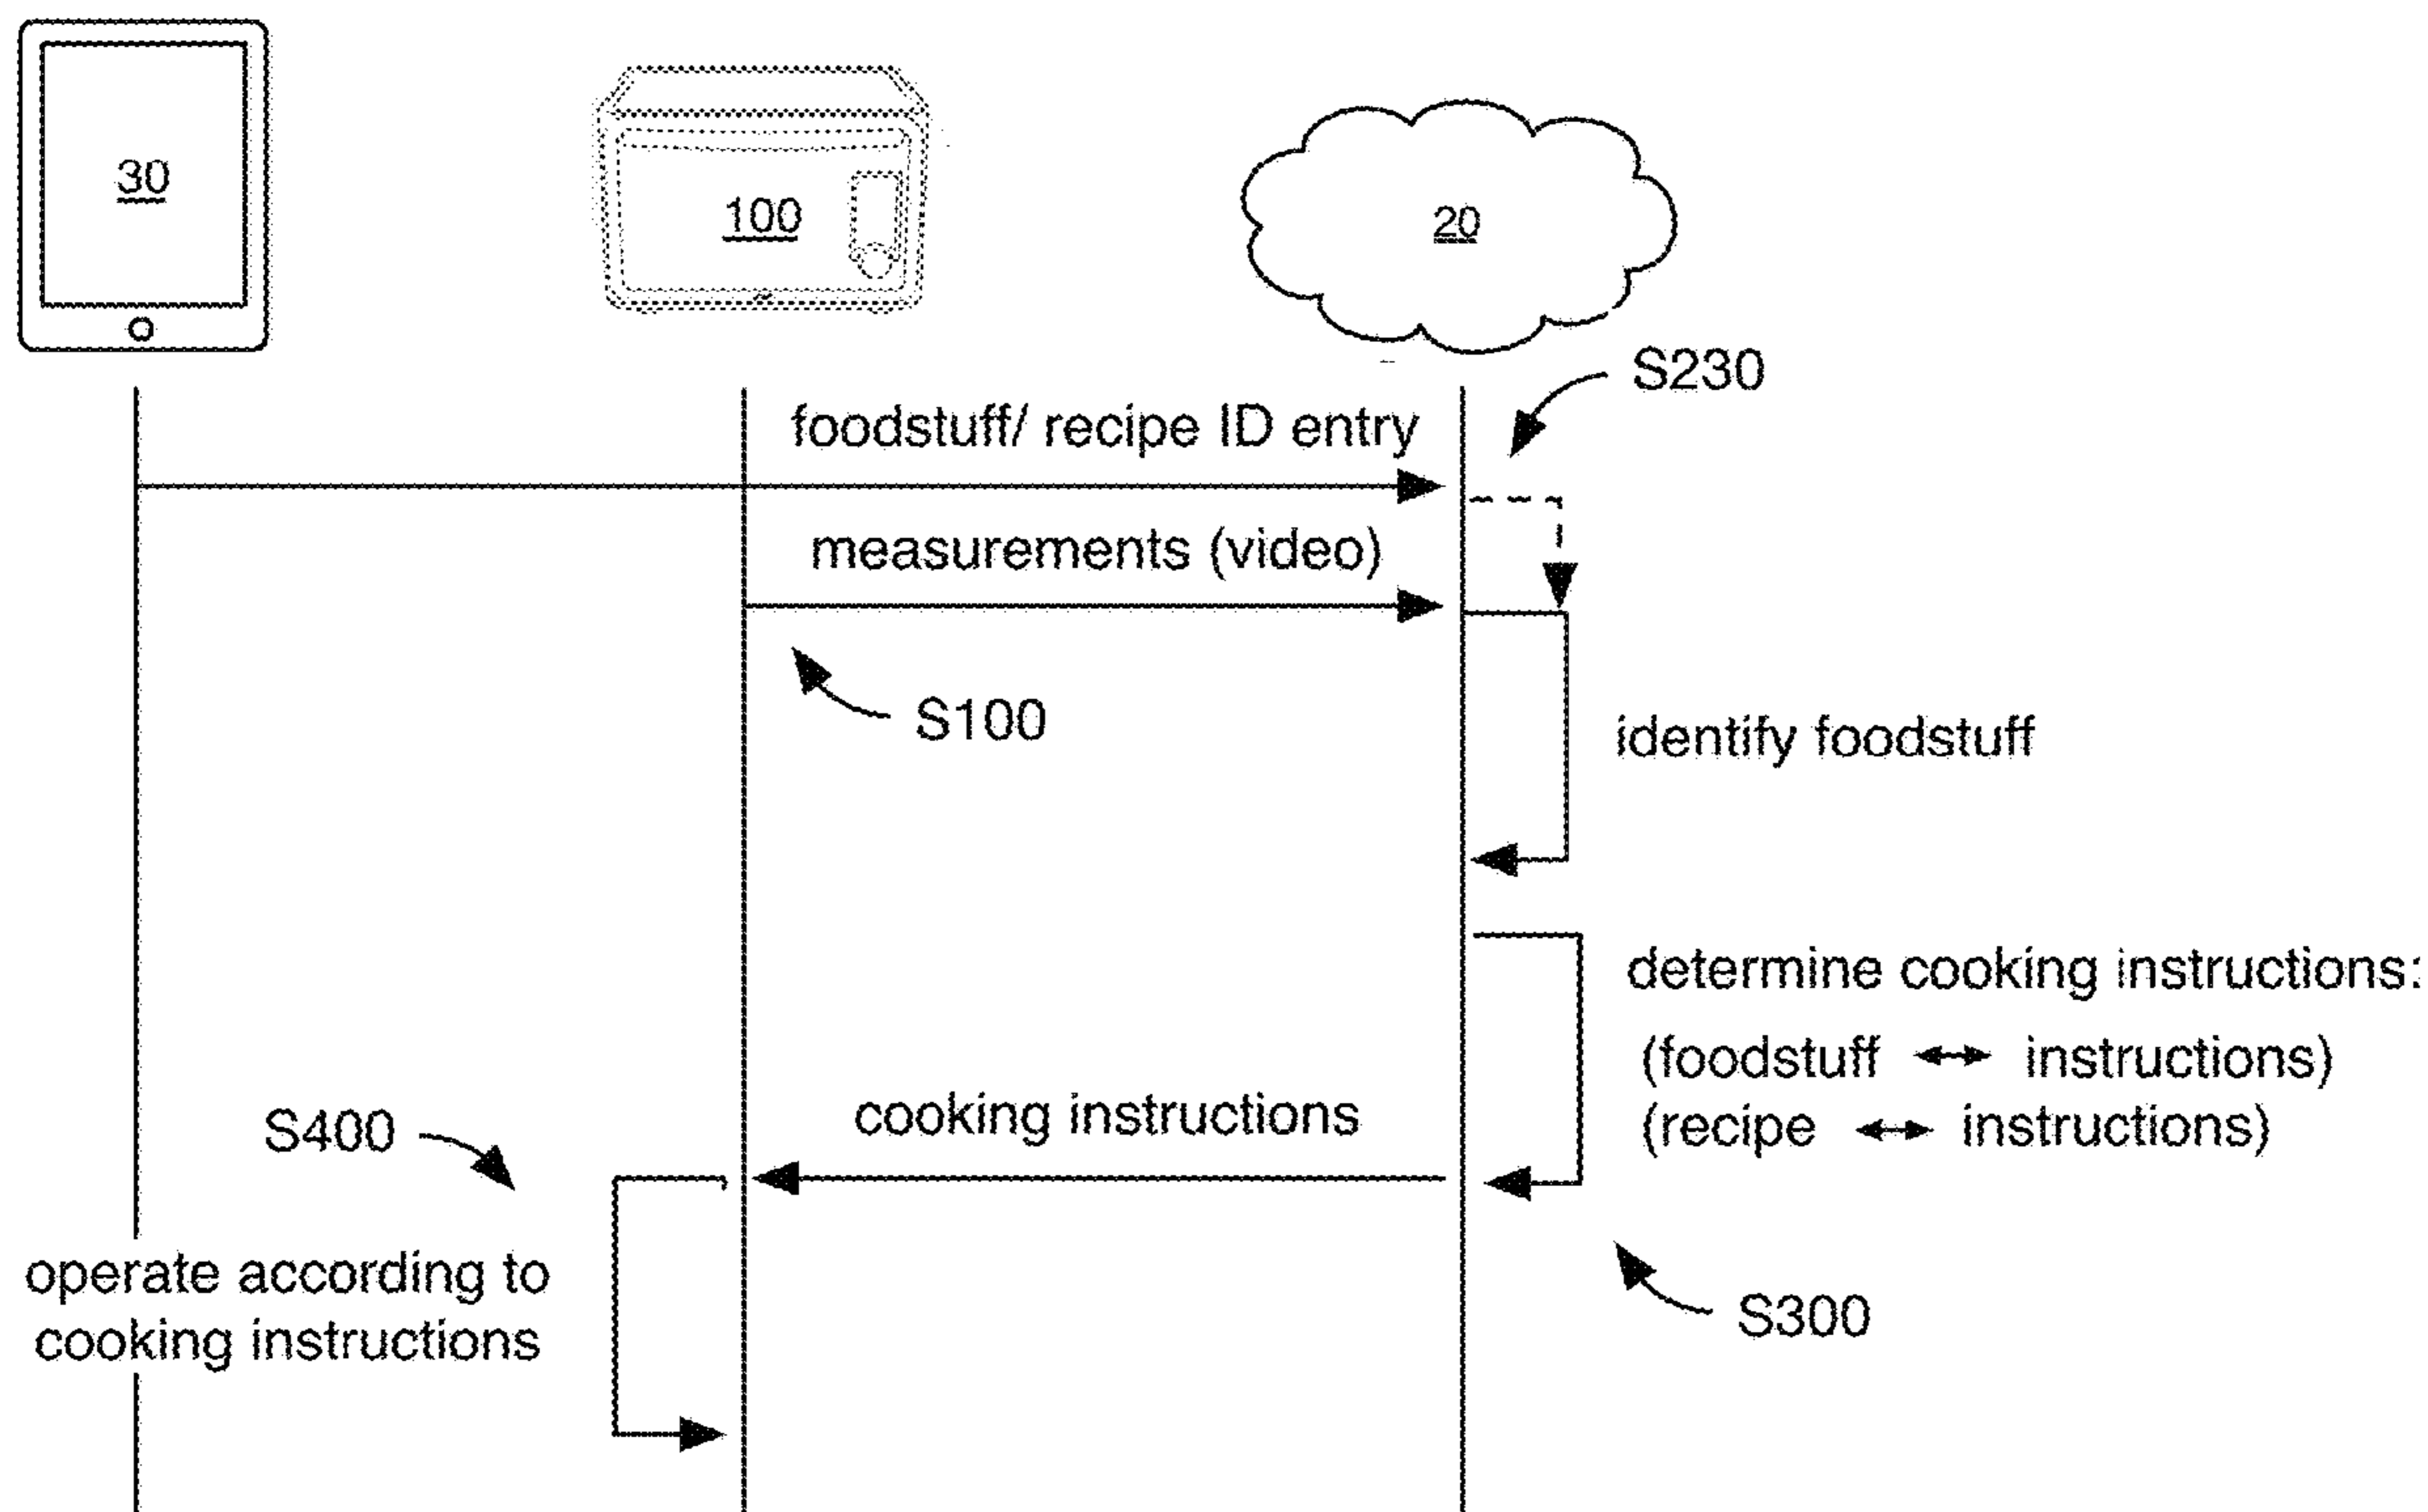 30
100
20
S230
foodstuff/ recipe ID entry
measurements (video)
S100
identify foodstuff
determine cooking instructions:
(foodstuff ↔ instructions)
(recipe ↔ instructions)
cooking instructions
S400
operate according to
cooking instructions
S300